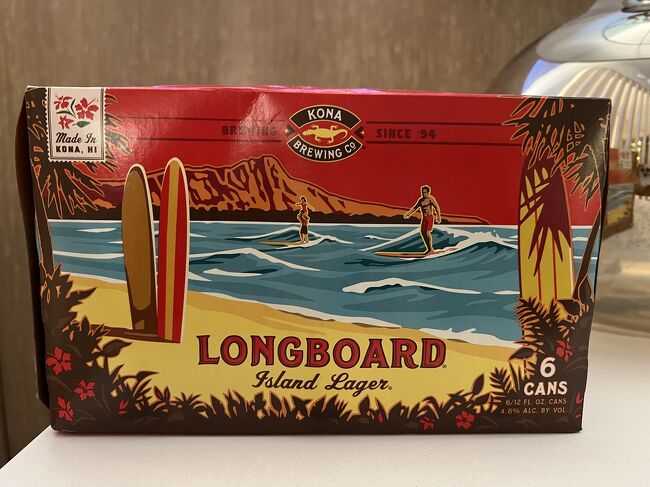 Made In
KONA, HI
BREWING
KONA
BREWING Co
SINCE '94
LONGBOARD®
Island Lager®
6
CANS
6/12 FL. OZ. CANS
4.6% ALC. BY VOL.